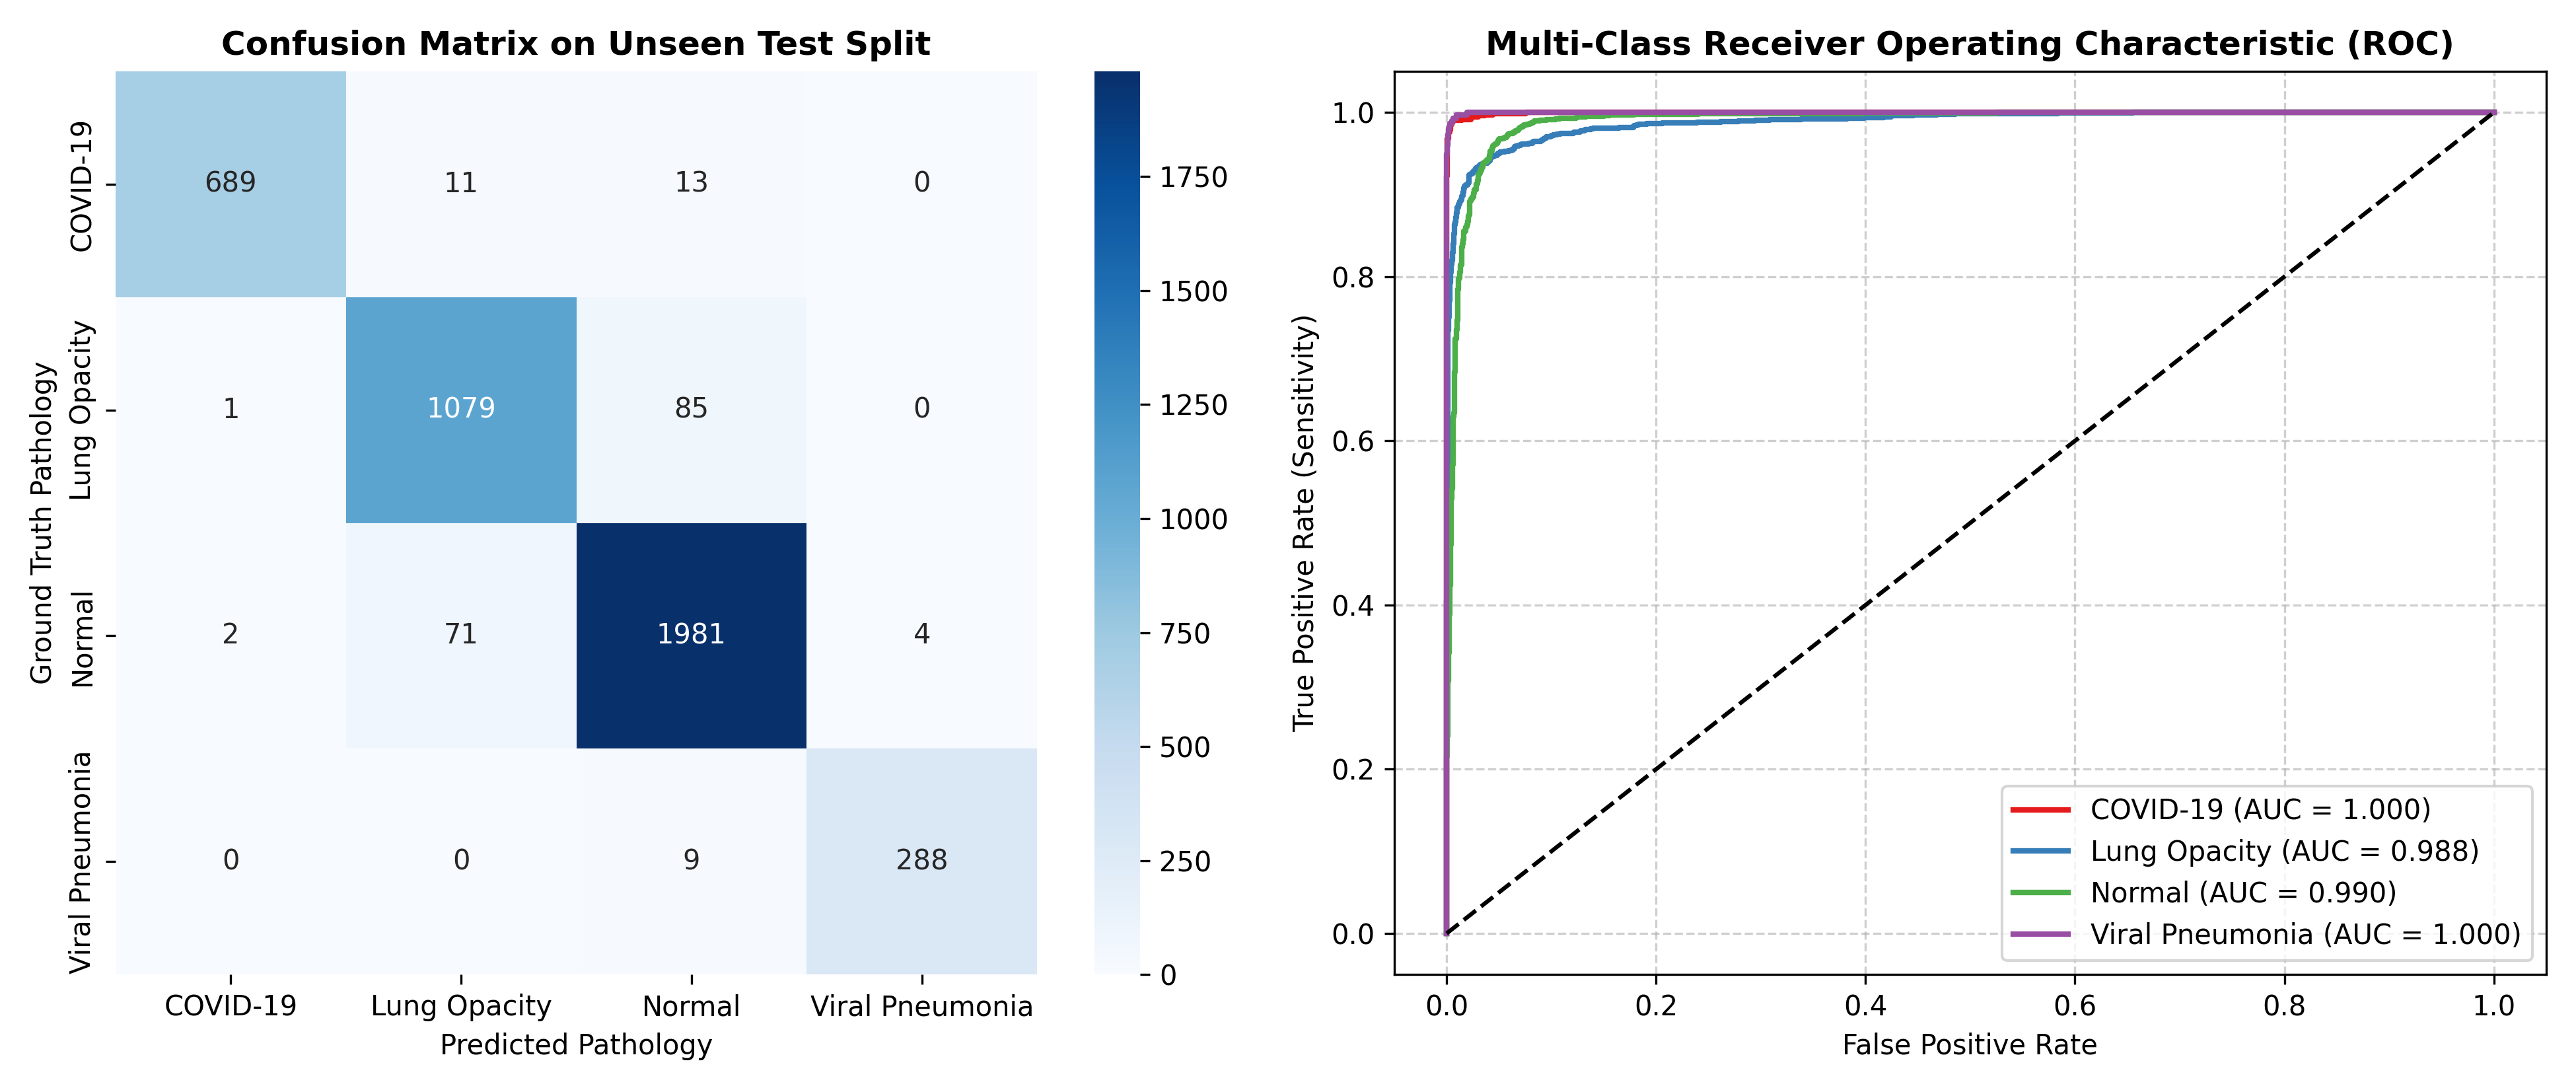 Confusion Matrix on Unseen Test Split
Ground Truth Pathology
COVID-19
689 11 13 0
Lung Opacity
1 1079 85 0
Normal
2 71 1981 4
Viral Pneumonia
0 0 9 288
COVID-19 Lung Opacity Normal Viral Pneumonia
Predicted Pathology
1750
1500
1250
1000
750
500
250
0
Multi-Class Receiver Operating Characteristic (ROC)
True Positive Rate (Sensitivity)
1.0
0.8
0.6
0.4
0.2
0.0
COVID-19 (AUC = 1.000)
Lung Opacity (AUC = 0.988)
Normal (AUC = 0.990)
Viral Pneumonia (AUC = 1.000)
0.0 0.2 0.4 0.6 0.8 1.0
False Positive Rate